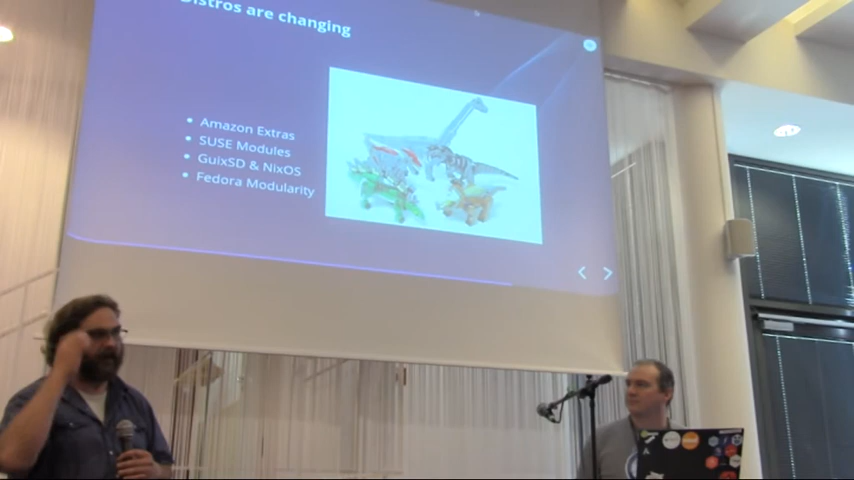 Distros are changing
Amazon Extras
SUSE Modules
GuixSD & NixOS
Fedora Modularity